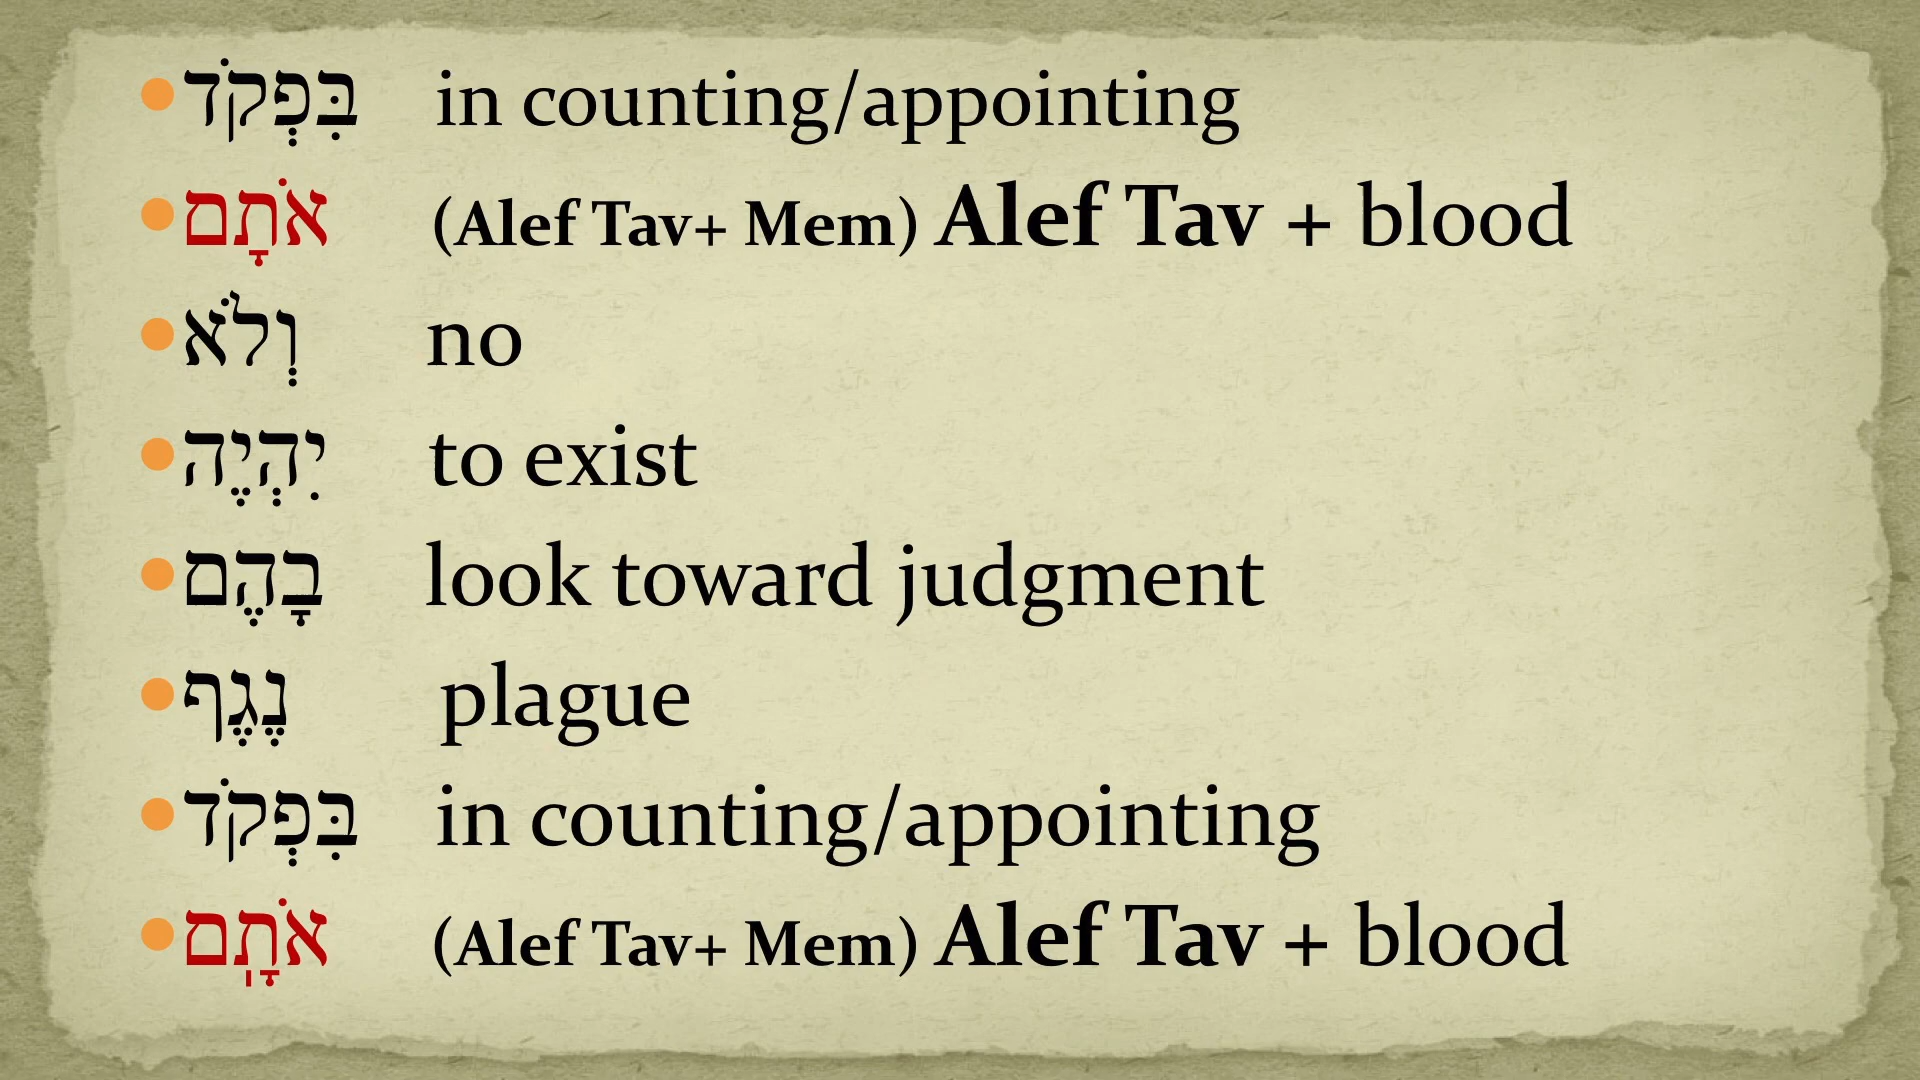 בִּפְקֹד in counting/appointing
אֹתָם (Alef Tav+ Mem) Alef Tav + blood
וְלֹא no
יִהְיֶה to exist
בָהֶם look toward judgment
נֶגֶף plague
בִּפְקֹד in counting/appointing
אֹתָֽם (Alef Tav+ Mem) Alef Tav + blood